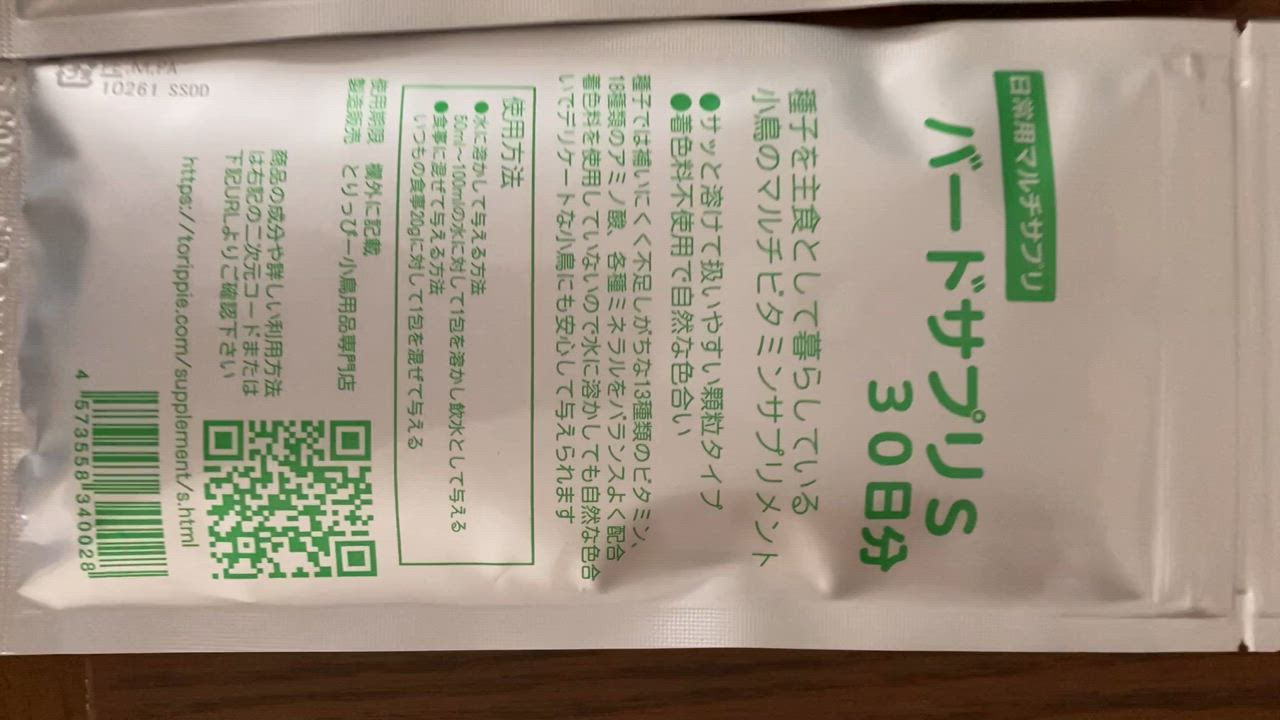 日常用マルチサプリ
バードサプリS
30日分
種子を主食として暮らしている
小鳥のマルチビタミンサプリメント
●サッと溶けて扱いやすい顆粒タイプ
●着色料不使用で自然な色合い
種子では補いにくく不足しがちな13種類のビタミン、
18種類のアミノ酸、各種ミネラルをバランスよく配合
着色料を使用していないので水に溶かしても自然な色合
いでデリケートな小鳥にも安心して与えられます
使用方法
●水に溶かして与える方法
50ml～100mlの水に対して1包を溶かし飲水として与える
●食事に混ぜて与える方法
いつもの食事20gに対して1包を混ぜて与える
使用期限 欄外に記載
製造販売 とりっぴー小鳥用品専門店
商品の成分や詳しい利用方法
は右記の二次元コードまたは
下記URLよりご確認下さい
https://torippie.com/supplement/s.html
4 573558 340028
PE,M,PA
10261 SSDD